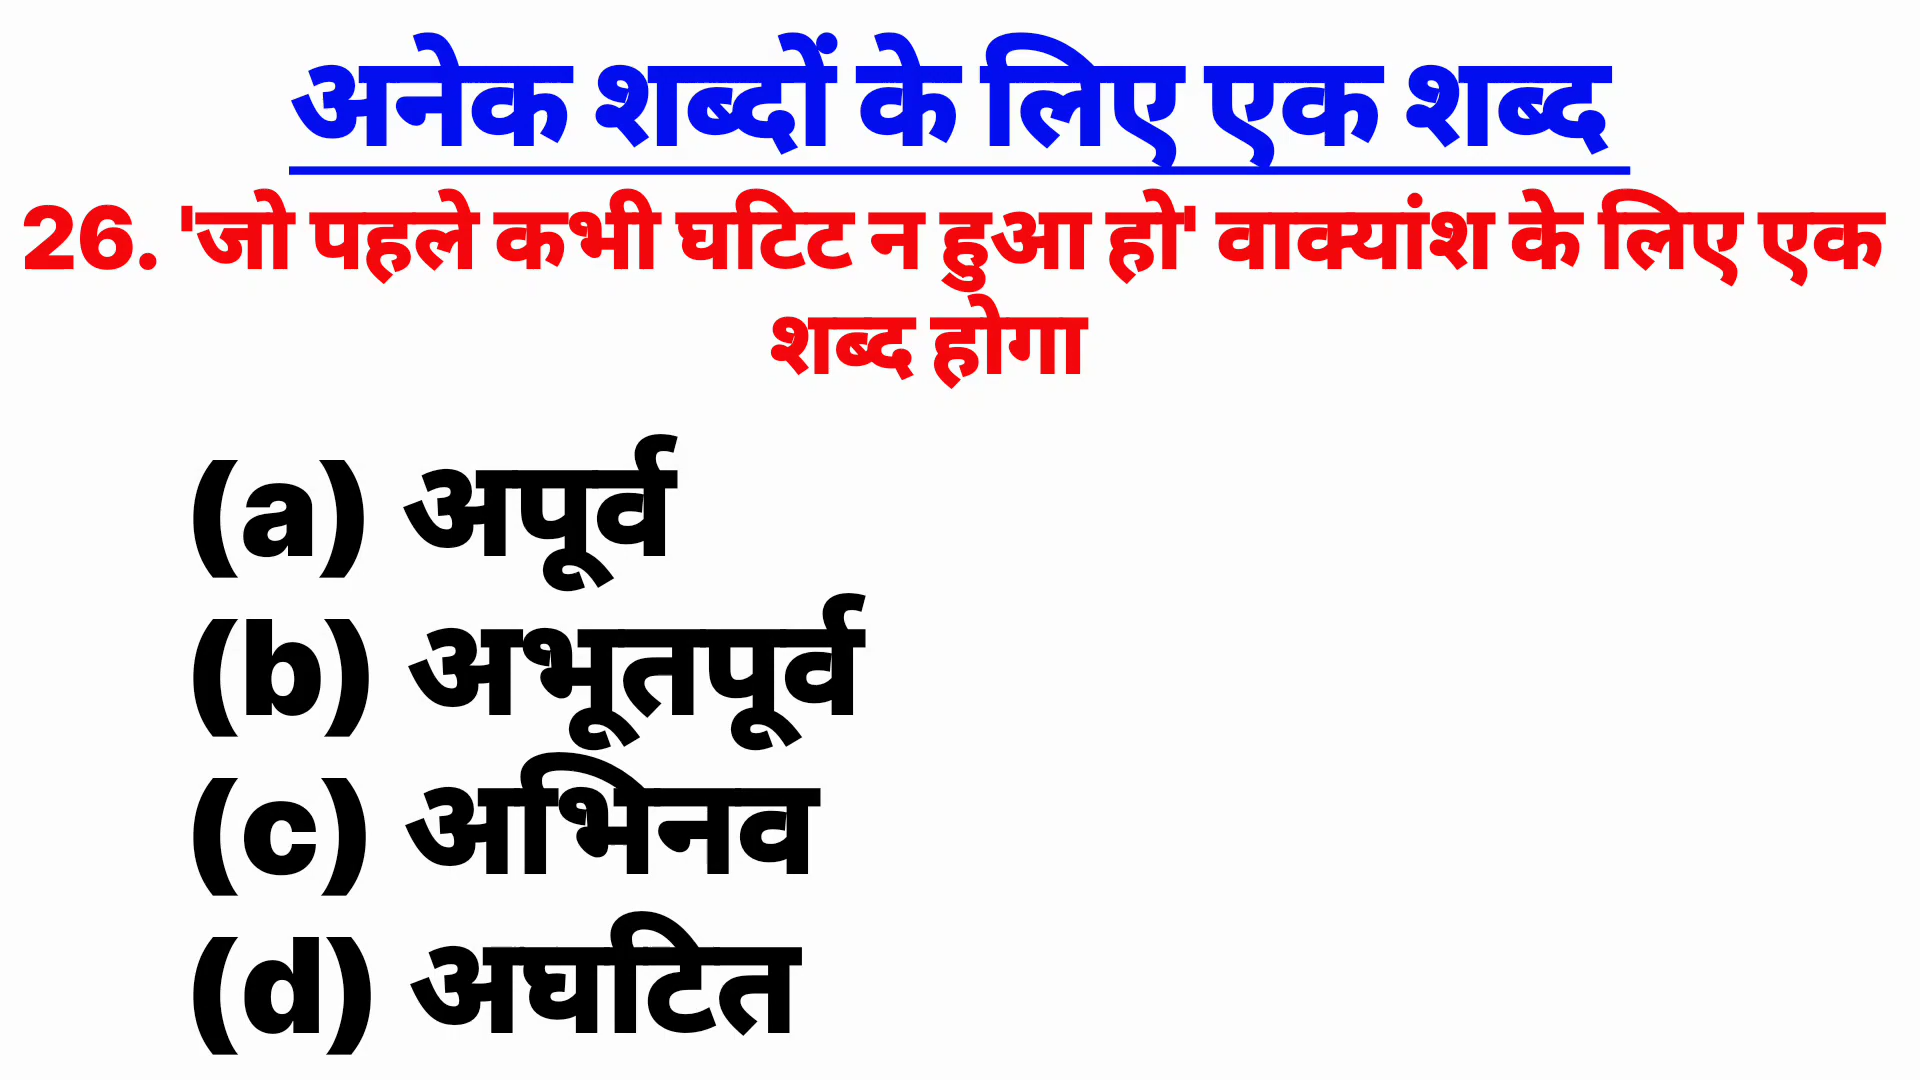 अनेक शब्दों के लिए एक शब्द
26. 'जो पहले कभी घटिट न हुआ हो' वाक्यांश के लिए एक
शब्द होगा
(a) अपूर्व
(b) अभूतपूर्व
(c) अभिनव
(d) अघटित